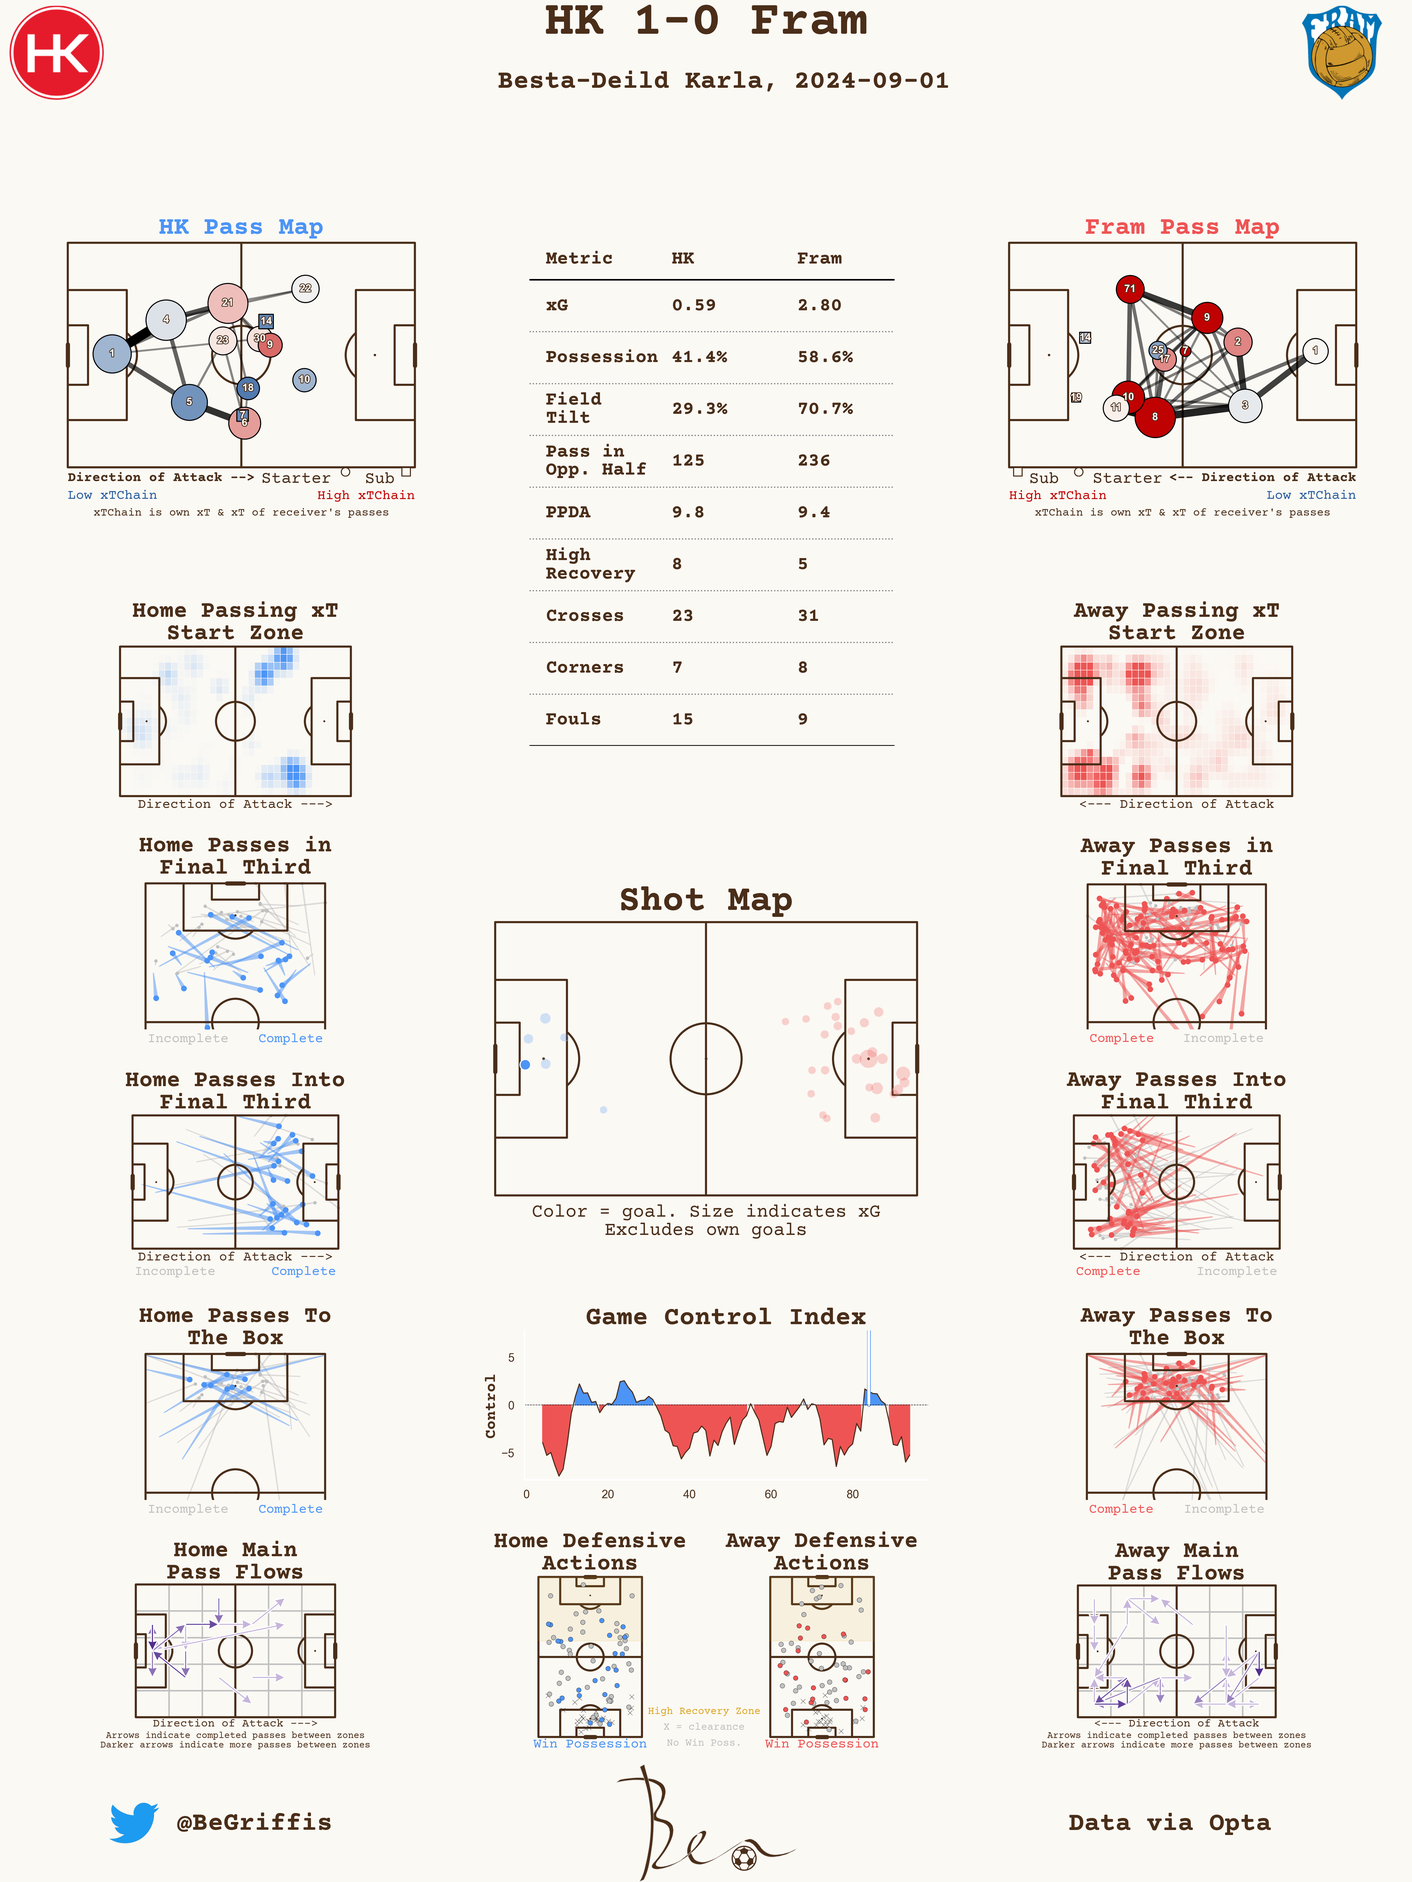 HK 1-0 Fram
HK
FRAM
Besta-Deild Karla, 2024-09-01
HK Pass Map
22
21
4
14
23
30
9
1
10
18
5
7
6
Direction of Attack --> Starter Sub
Low xTChain High xTChain
xTChain is own xT & xT of receiver's passes
Metric HK Fram
xG 0.59 2.80
Possession 41.4% 58.6%
Field
Tilt 29.3% 70.7%
Pass in
Opp. Half 125 236
PPDA 9.8 9.4
High
Recovery 8 5
Crosses 23 31
Corners 7 8
Fouls 15 9
Fram Pass Map
71
9
14
2
25
7
1
17
19
10
11
3
8
Sub Starter <-- Direction of Attack
High xTChain Low xTChain
xTChain is own xT & xT of receiver's passes
Home Passing xT
Start Zone
Direction of Attack --->
Away Passing xT
Start Zone
<--- Direction of Attack
Home Passes in
Final Third
Incomplete Complete
Away Passes in
Final Third
Complete Incomplete
Shot Map
Color = goal. Size indicates xG
Excludes own goals
Home Passes Into
Final Third
Direction of Attack --->
Incomplete Complete
Away Passes Into
Final Third
<--- Direction of Attack
Complete Incomplete
Home Passes To
The Box
Incomplete Complete
Game Control Index
Control
5
0
−5
0 20 40 60 80
Away Passes To
The Box
Complete Incomplete
Home Main
Pass Flows
Direction of Attack --->
Arrows indicate completed passes between zones
Darker arrows indicate more passes between zones
Home Defensive
Actions
Win Possession
Away Defensive
Actions
Win Possession
High Recovery Zone
X = clearance
No Win Poss.
Away Main
Pass Flows
<--- Direction of Attack
Arrows indicate completed passes between zones
Darker arrows indicate more passes between zones
@BeGriffis
Ben
Data via Opta